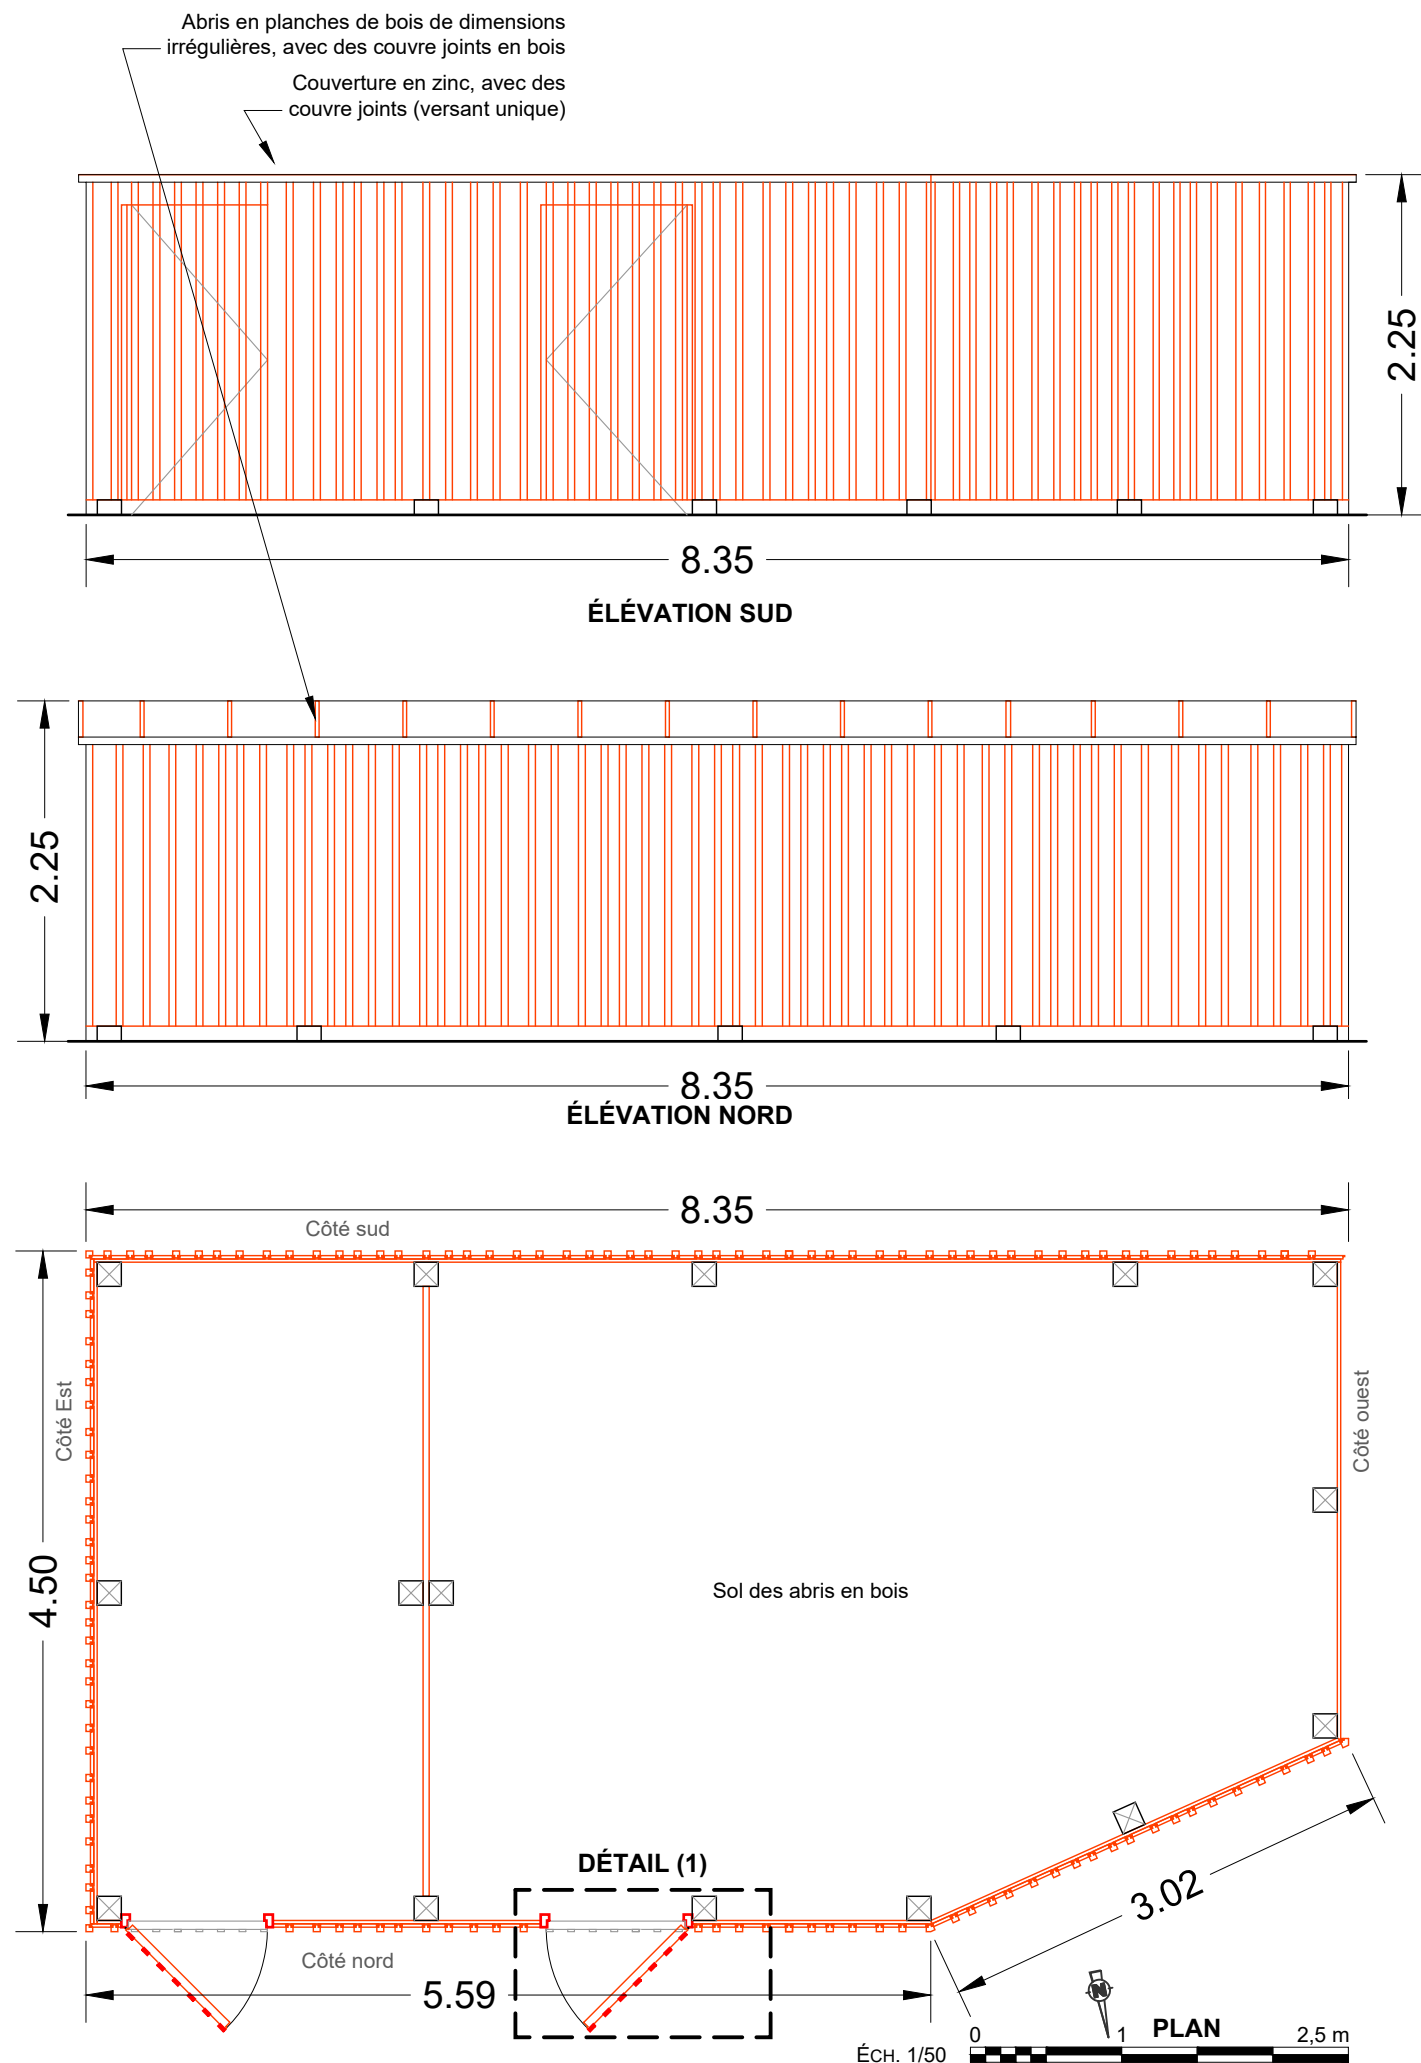 Abris en planches de bois de dimensions
irrégulières, avec des couvre joints en bois
Couverture en zinc, avec des
couvre joints (versant unique)
2.25
8.35
ÉLÉVATION SUD
2.25
8.35
ÉLÉVATION NORD
8.35
Côté sud
Côté Est
Côté ouest
4.50
Sol des abris en bois
DÉTAIL (1)
3.02
Côté nord
5.59
N
PLAN
0 1 2,5 m
ÉCH. 1/50